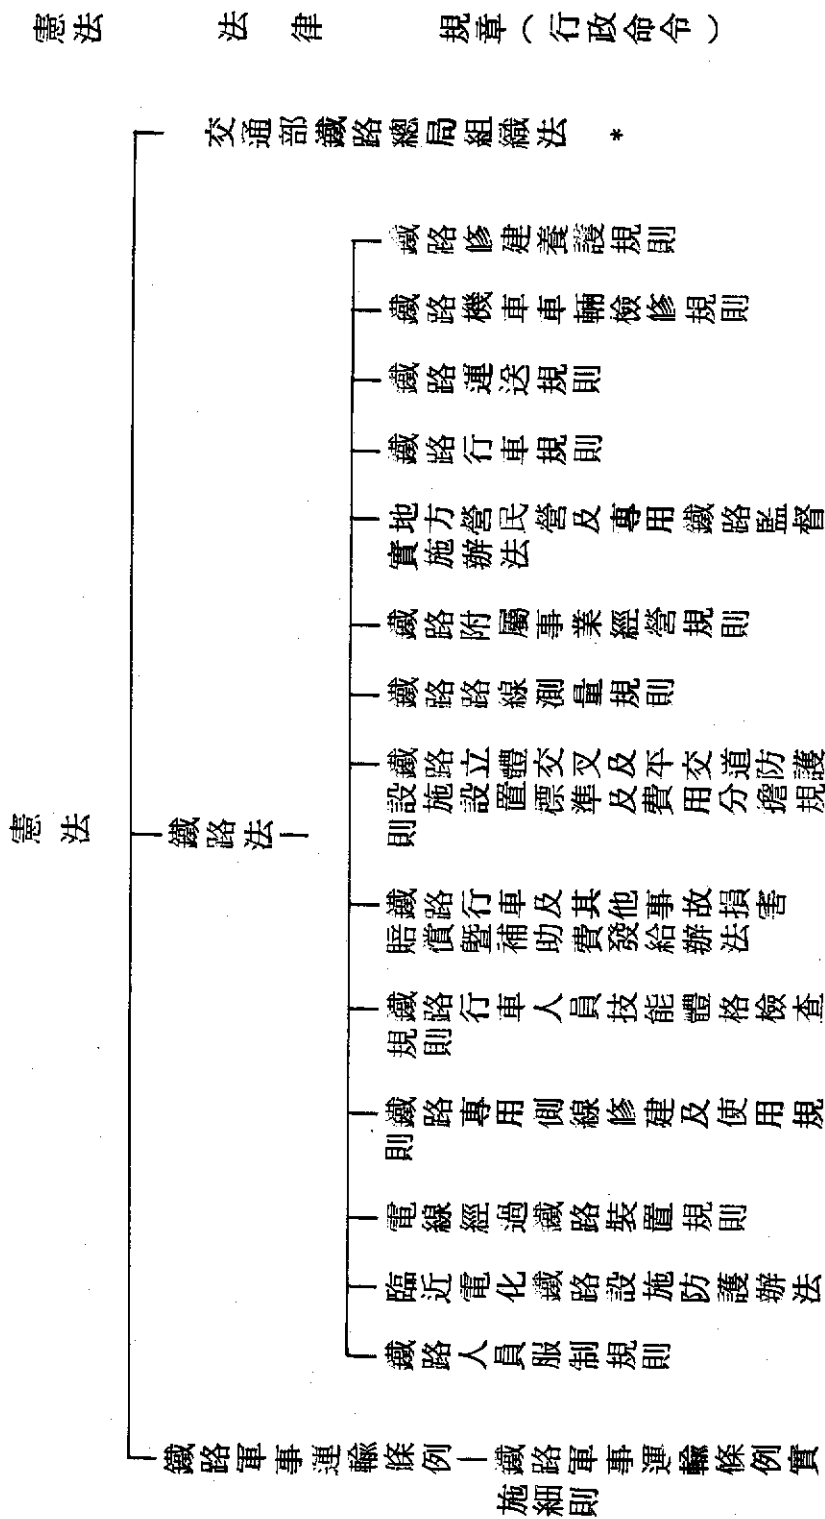 憲法 法律 規章（行政命令）
憲法
交通部鐵路總局組織法 *
鐵路法
鐵路修建養護規則
鐵路機車車輛檢修規則
鐵路運送規則
鐵路行車規則
地方營民營及專用鐵路監督
實施辦法
鐵路附屬事業經營規則
鐵路路線測量規則
鐵路立體交叉及平交道防護
設施設置標準及費用分擔規
則
鐵路行車及其他事故損害
賠償暨補助費發給辦法
鐵路行車人員技能體格檢查
規則
鐵路專用側線修建及使用規
則
電線經過鐵路裝置規則
臨近電化鐵路設施防護辦法
鐵路人員服制規則
鐵路軍事運輸條例
鐵路軍事運輸條例實
施細則